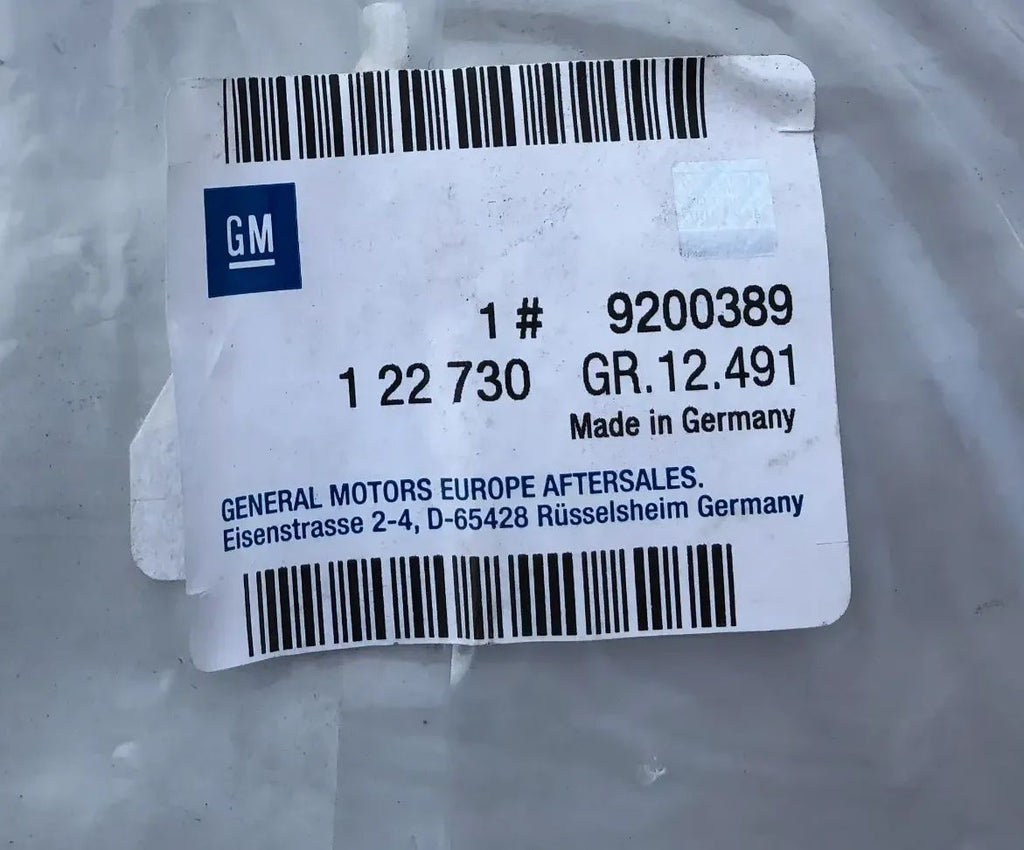 GM
1 # 9200389
1 22 730 GR.12.491
Made in Germany
GENERAL MOTORS EUROPE AFTERSALES.
Eisenstrasse 2-4, D-65428 Rüsselsheim Germany